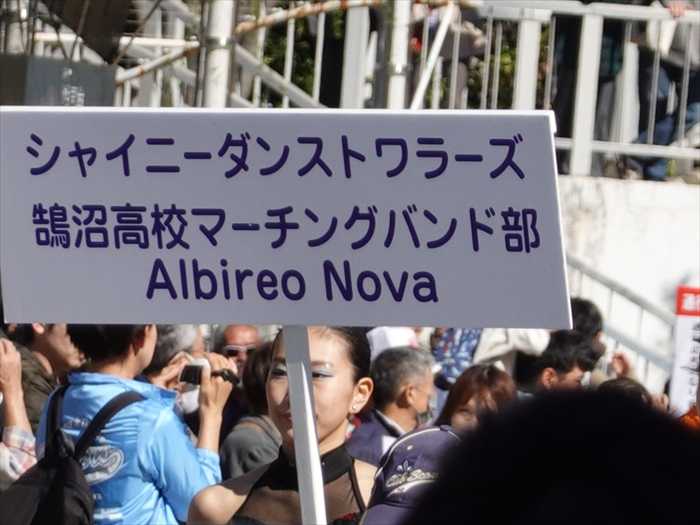 シャイニーダンストワラーズ
鵠沼高校マーチングバンド部
Albireo Nova